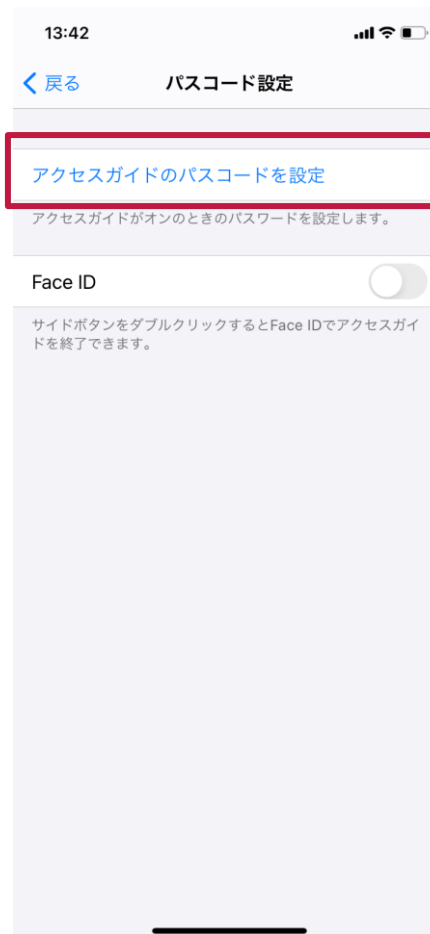 13:42
戻る
パスコード設定
アクセスガイドのパスコードを設定
アクセスガイドがオンのときのパスワードを設定します。
Face ID
サイドボタンをダブルクリックするとFace IDでアクセスガイ
ドを終了できます。